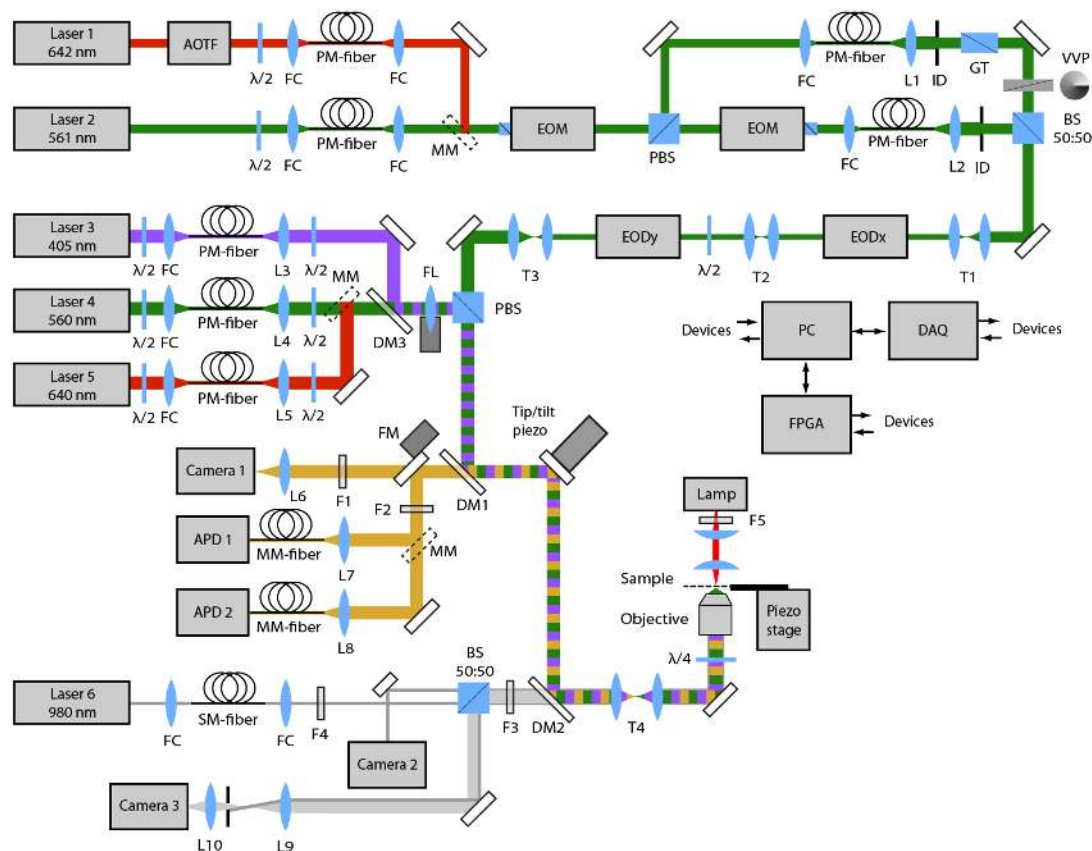 Laser 1
642 nm
AOTF
λ/2
FC
PM-fiber
FC
FC
PM-fiber
L1
ID
GT
VVP
Laser 2
561 nm
λ/2
FC
PM-fiber
FC
MM
EOM
PBS
EOM
FC
PM-fiber
L2
ID
BS
50:50
Laser 3
405 nm
λ/2
FC
PM-fiber
L3
λ/2
MM
FL
T3
EODy
λ/2
T2
EODx
T1
Laser 4
560 nm
λ/2
FC
PM-fiber
L4
λ/2
DM3
PBS
Laser 5
640 nm
λ/2
FC
PM-fiber
L5
λ/2
Devices
PC
DAQ
Devices
FPGA
Devices
Tip/tilt
piezo
FM
Camera 1
L6
F1
F2
DM1
APD 1
MM-fiber
L7
MM
APD 2
MM-fiber
L8
Lamp
F5
Sample
Objective
Piezo
stage
λ/4
Laser 6
980 nm
FC
SM-fiber
FC
F4
BS
50:50
F3
DM2
T4
Camera 2
Camera 3
L10
L9